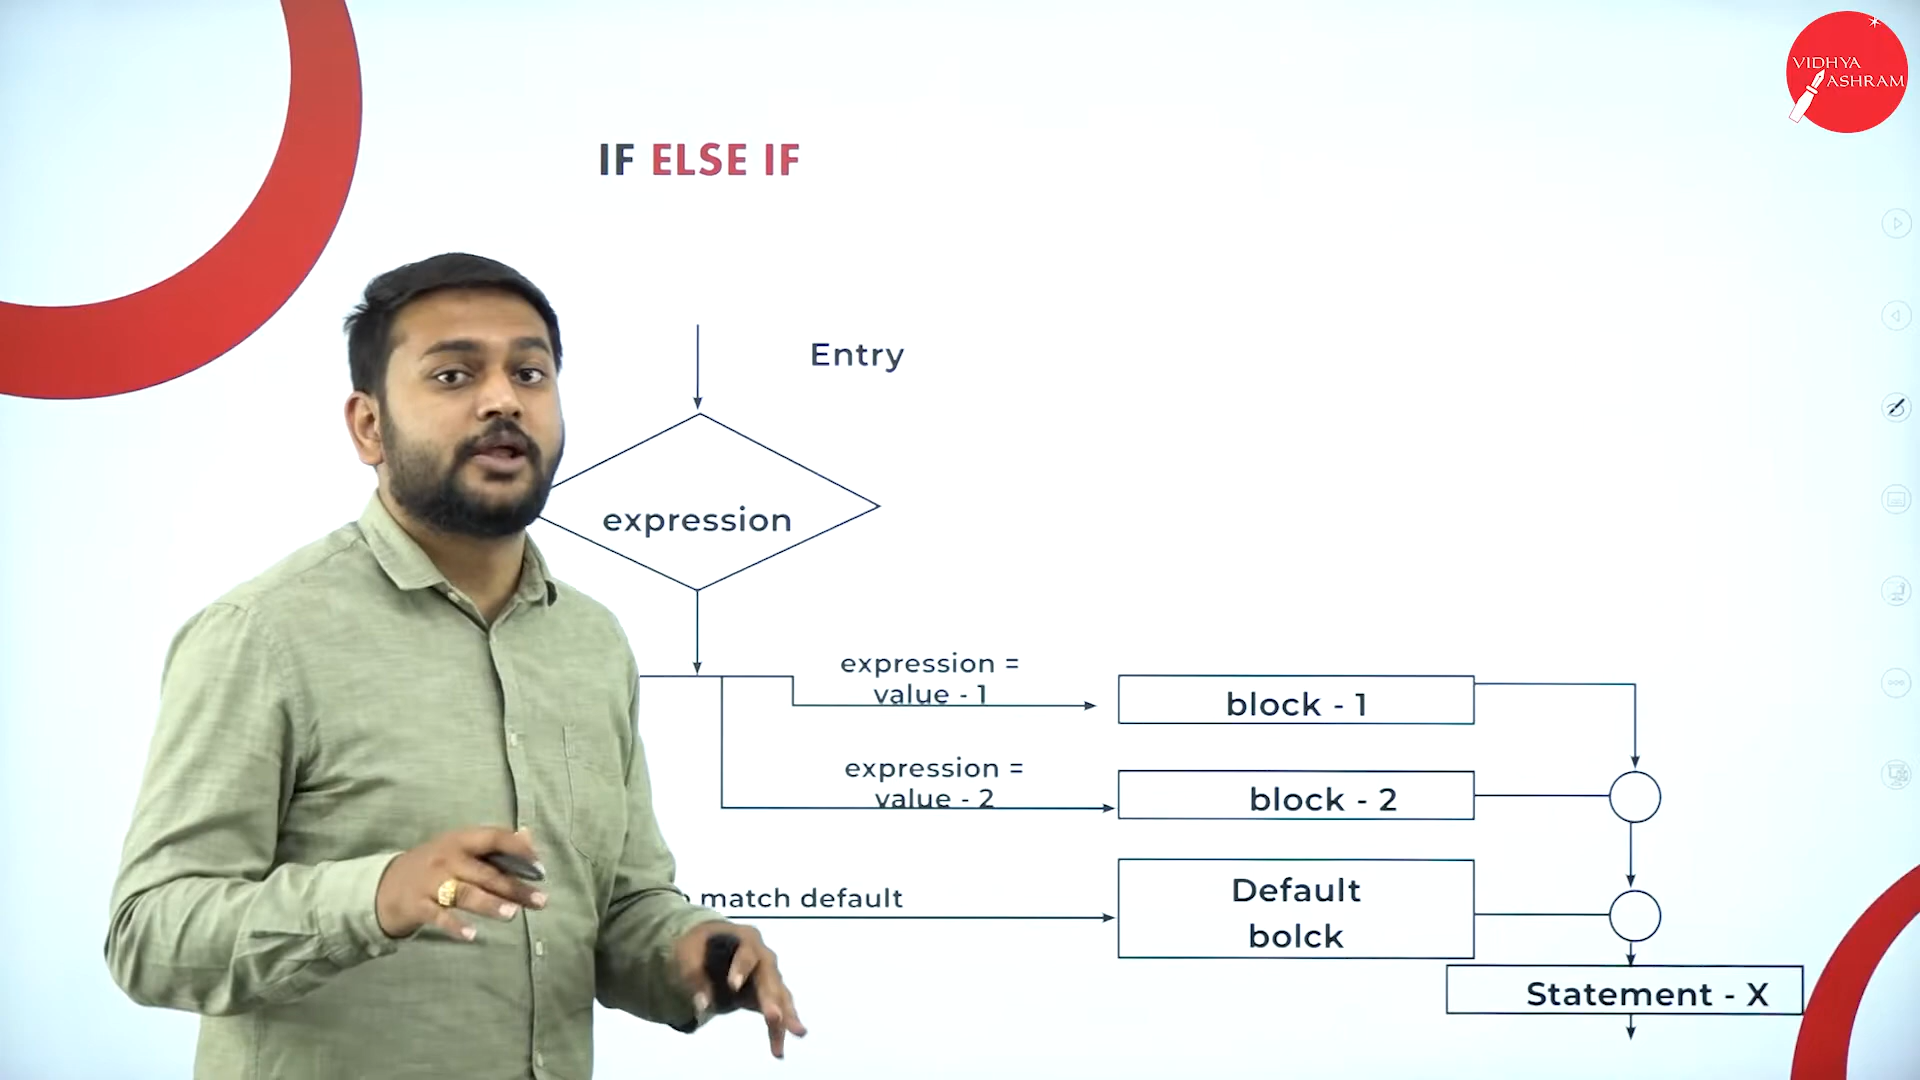 VIDHYA
ASHRAM
IF ELSE IF
Entry
expression
expression =
value - 1
block - 1
expression =
value - 2
block - 2
match default
Default
bolck
Statement - X